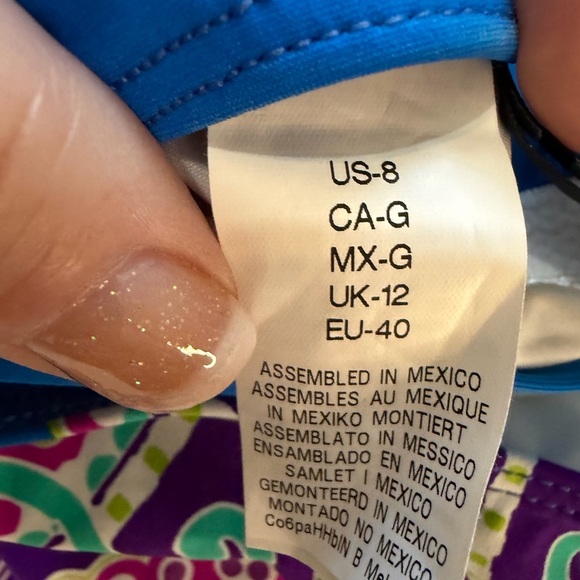 US-8
CA-G
MX-G
UK-12
EU-40
ASSEMBLED IN MEXICO
ASSEMBLES AU MEXIQUE
IN MEXIKO MONTIERT
ASSEMBLATO IN MESSICO
ENSAMBLADO EN MEXICO
SAMLET I MEXICO
GEMONTEERD IN MEXICO
MONTADO NO MEXICO
Co6paHHbIN B